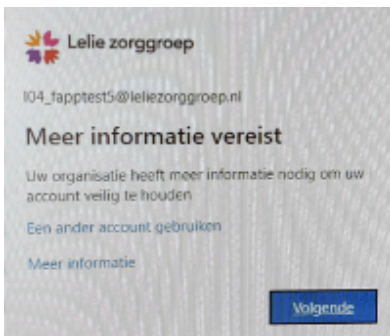 Lelie zorggroep
l04_fapptest5@leliezorggroep.nl
Meer informatie vereist
Uw organisatie heeft meer informatie nodig om uw
account veilig te houden
Een ander account gebruiken
Meer informatie
Volgende